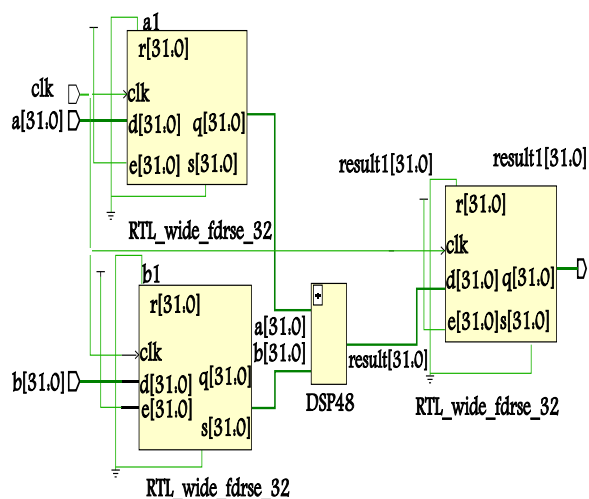 a1
r[31:0]
clk
clk
a[31:0]
d[31:0] q[31:0]
e[31:0] s[31:0]
RTL_wide_fdrse_32
result1[31:0]
result1[31:0]
r[31:0]
clk
d[31:0] q[31:0]
e[31:0]s[31:0]
RTL_wide_fdrse_32
b1
r[31:0]
clk
b[31:0]
d[31:0]
q[31:0]
e[31:0]
s[31:0]
RTL_wide_fdrse_32
+
a[31:0]
b[31:0]
result[31:0]
DSP48